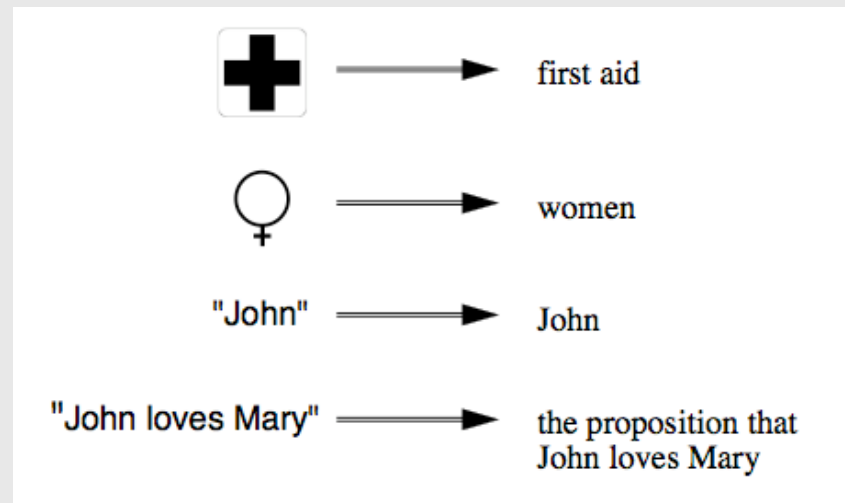 first aid
women
"John"
John
"John loves Mary"
the proposition that
John loves Mary